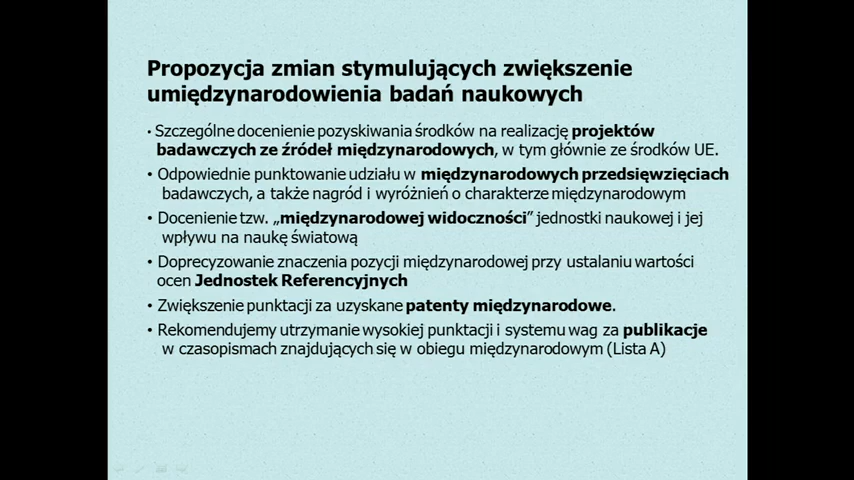 Propozycja zmian stymulujących zwiększenie
umiędzynarodowienia badań naukowych
• Szczególne docenienie pozyskiwania środków na realizację projektów
badawczych ze źródeł międzynarodowych, w tym głównie ze środków UE.
• Odpowiednie punktowanie udziału w międzynarodowych przedsięwzięciach
badawczych, a także nagród i wyróżnień o charakterze międzynarodowym
• Docenienie tzw. „międzynarodowej widoczności” jednostki naukowej i jej
wpływu na naukę światową
• Doprecyzowanie znaczenia pozycji międzynarodowej przy ustalaniu wartości
ocen Jednostek Referencyjnych
• Zwiększenie punktacji za uzyskane patenty międzynarodowe.
• Rekomendujemy utrzymanie wysokiej punktacji i systemu wag za publikacje
w czasopismach znajdujących się w obiegu międzynarodowym (Lista A)